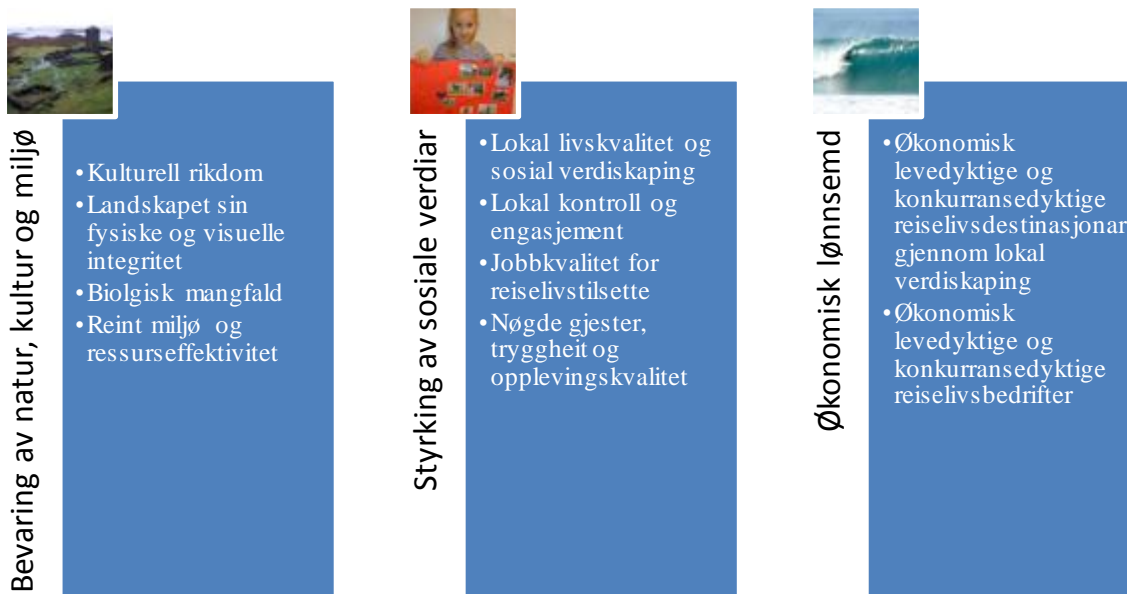 Bevaring av natur, kultur og miljø
•Kulturell rikdom
•Landskapet sin
fysiske og visuelle
integritet
•Biolgisk mangfald
•Reint miljø og
ressurseffektivitet
Styrking av sosiale verdiar
•Lokal livskvalitet og
sosial verdiskaping
•Lokal kontroll og
engasjement
•Jobbkvalitet for
reiselivstilsette
•Nøgde gjester,
tryggheit og
opplevingskvalitet
Økonomisk lønnsemd
•Økonomisk
levedyktige og
konkurransedyktige
reiselivsdestinasjonar
gjennom lokal
verdiskaping
•Økonomisk
levedyktige og
konkurransedyktige
reiselivsbedrifter